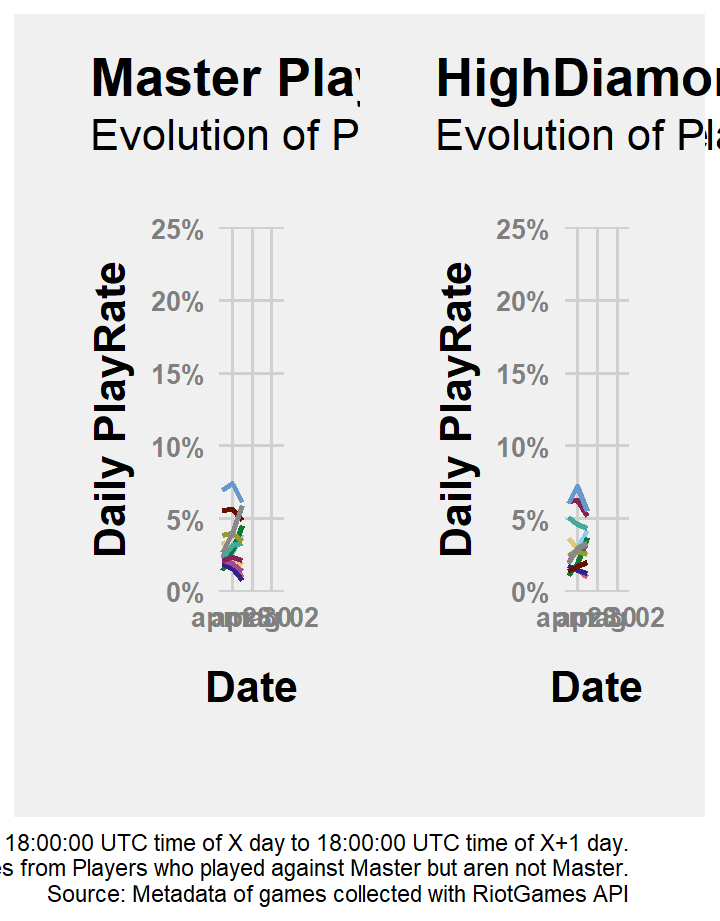 Master Play
HighDiamo
Evolution of P
Evolution of Pla
25%
20%
15%
10%
5%
0%
Daily PlayRate
Date
25%
20%
15%
10%
5%
0%
Daily PlayRate
Date
18:00:00 UTC time of X day to 18:00:00 UTC time of X+1 day.
es from Players who played against Master but aren not Master.
Source: Metadata of games collected with RiotGames API